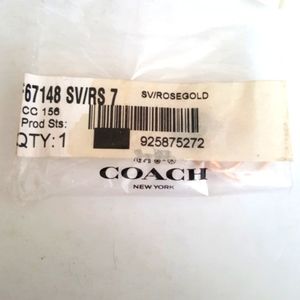 F67148 SV/RS 7
SV/ROSEGOLD
CC 156
Prod Sts:
QTY: 1
925875272
COACH
NEW YORK